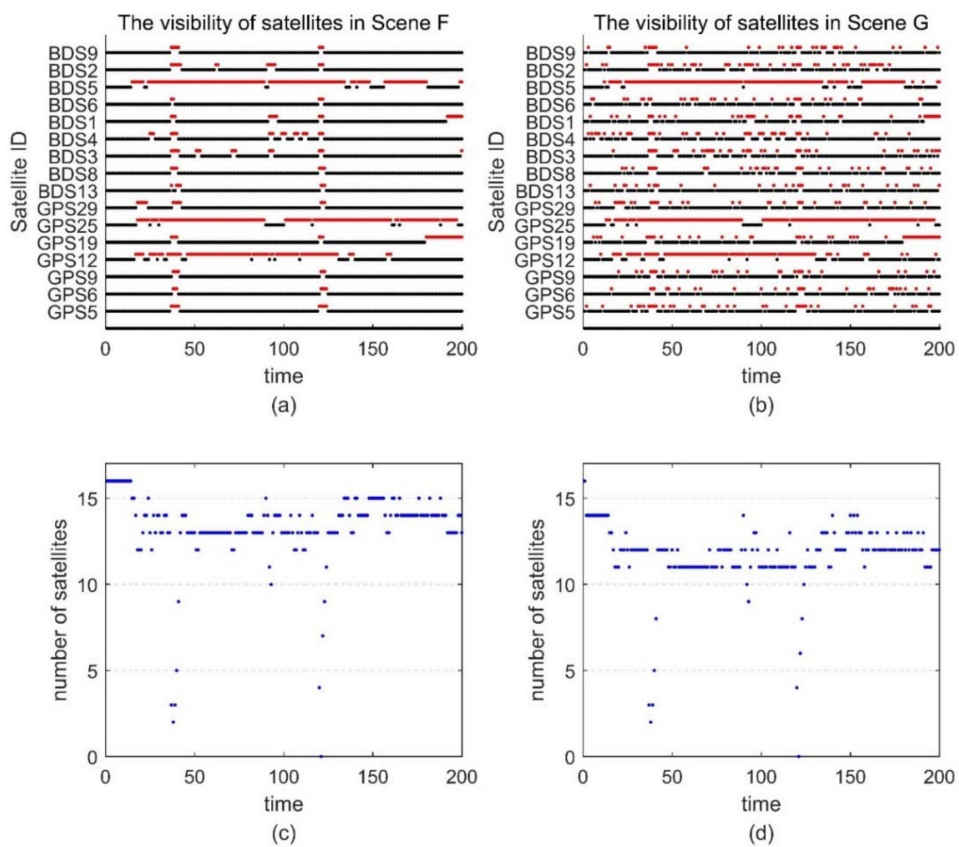 The visibility of satellites in Scene F
Satellite ID
BDS9
BDS2
BDS5
BDS6
BDS1
BDS4
BDS3
BDS8
BDS13
GPS29
GPS25
GPS19
GPS12
GPS9
GPS6
GPS5
0 50 100 150 200
time
(a)
The visibility of satellites in Scene G
Satellite ID
BDS9
BDS2
BDS5
BDS6
BDS1
BDS4
BDS3
BDS8
BDS13
GPS29
GPS25
GPS19
GPS12
GPS9
GPS6
GPS5
0 50 100 150 200
time
(b)
number of satellites
15
10
5
0
0 50 100 150 200
time
(c)
number of satellites
15
10
5
0
0 50 100 150 200
time
(d)